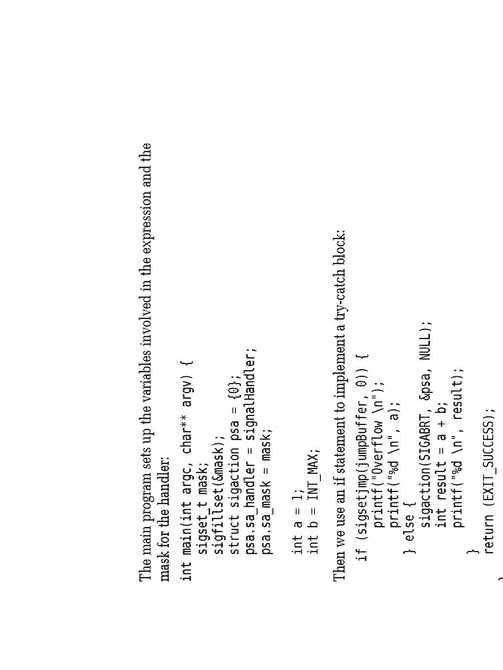 The main program sets up the variables involved in the expression and the
mask for the handler:
int main(int argc, char** argv) {
sigset_t mask;
sigfillset(&mask);
struct sigaction psa = {0};
psa.sa_handler = signalHandler;
psa.sa_mask = mask;
int a = 1;
int b = INT_MAX;
Then we use an if statement to implement a try-catch block:
if (sigsetjmp(jumpBuffer, 0)) {
printf("Overflow \n");
printf("%d \n", a);
} else {
sigaction(SIGABRT, &psa, NULL);
int result = a + b;
printf("%d \n", result);
}
return (EXIT_SUCCESS);
}